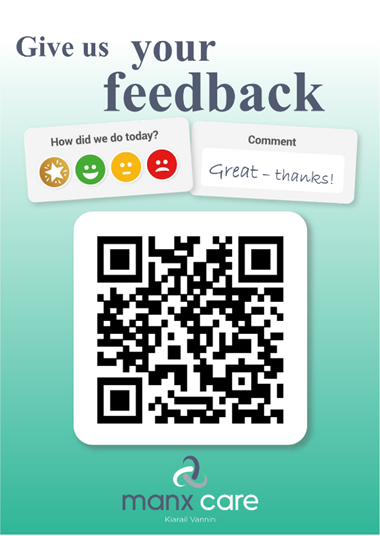 Give us your
feedback
How did we do today?
Comment
Great - thanks!
manx care
Kiarail Vannin